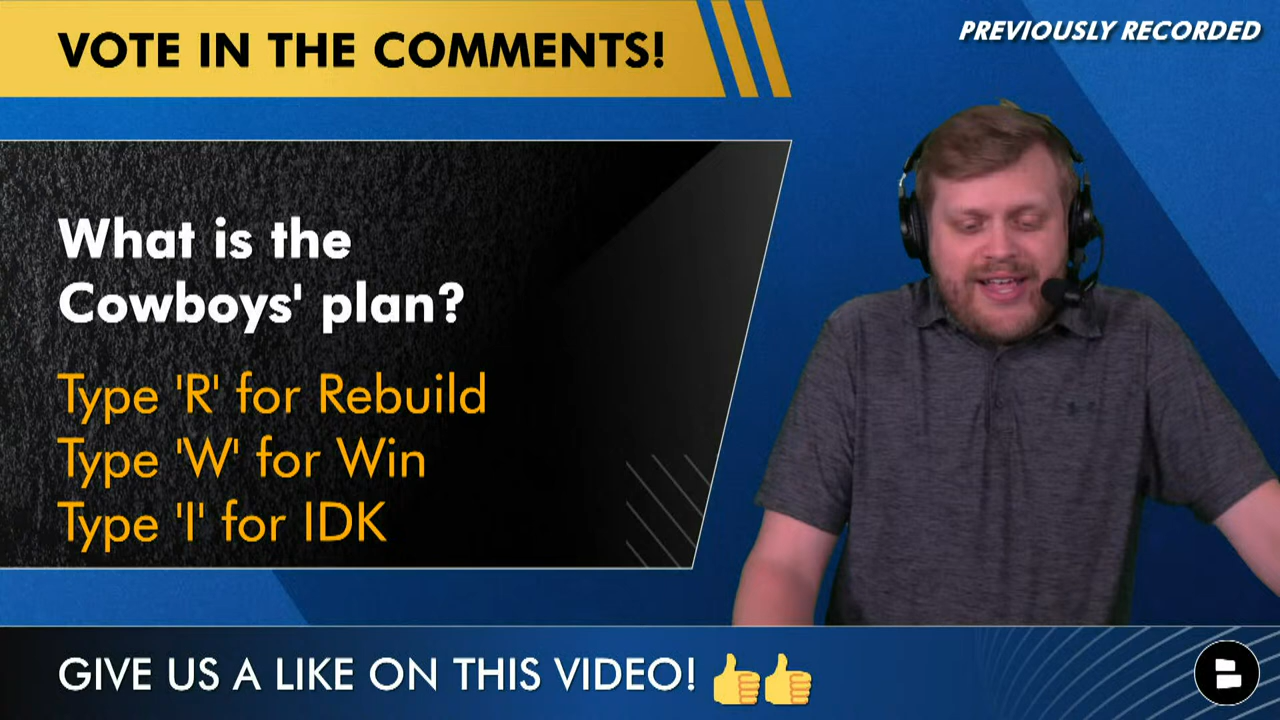 VOTE IN THE COMMENTS!
PREVIOUSLY RECORDED
What is the
Cowboys' plan?
Type 'R' for Rebuild
Type 'W' for Win
Type 'I' for IDK
GIVE US A LIKE ON THIS VIDEO! 👍👍